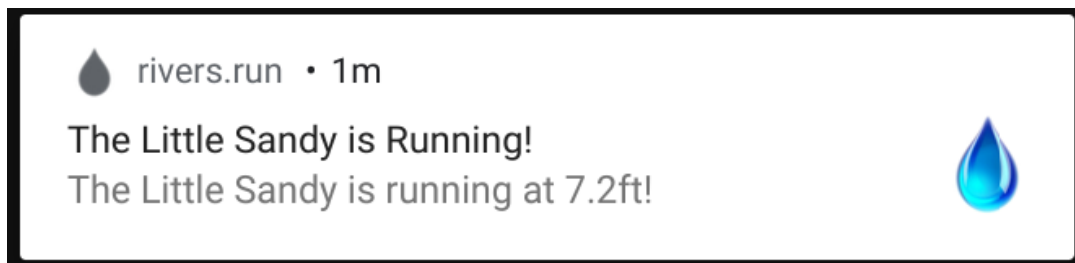 rivers.run • 1m
The Little Sandy is Running!
The Little Sandy is running at 7.2ft!